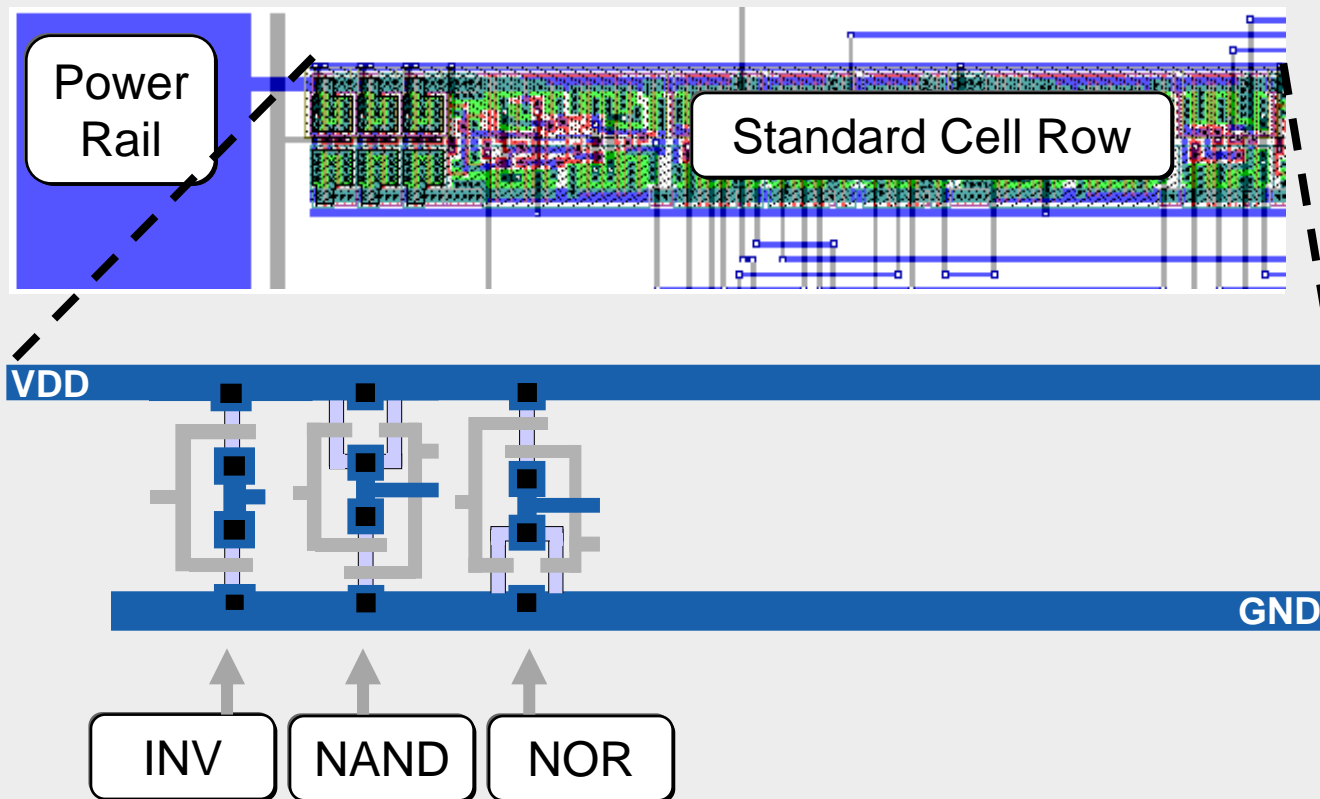 Power
Rail
Standard Cell Row
VDD
GND
INV
NAND
NOR